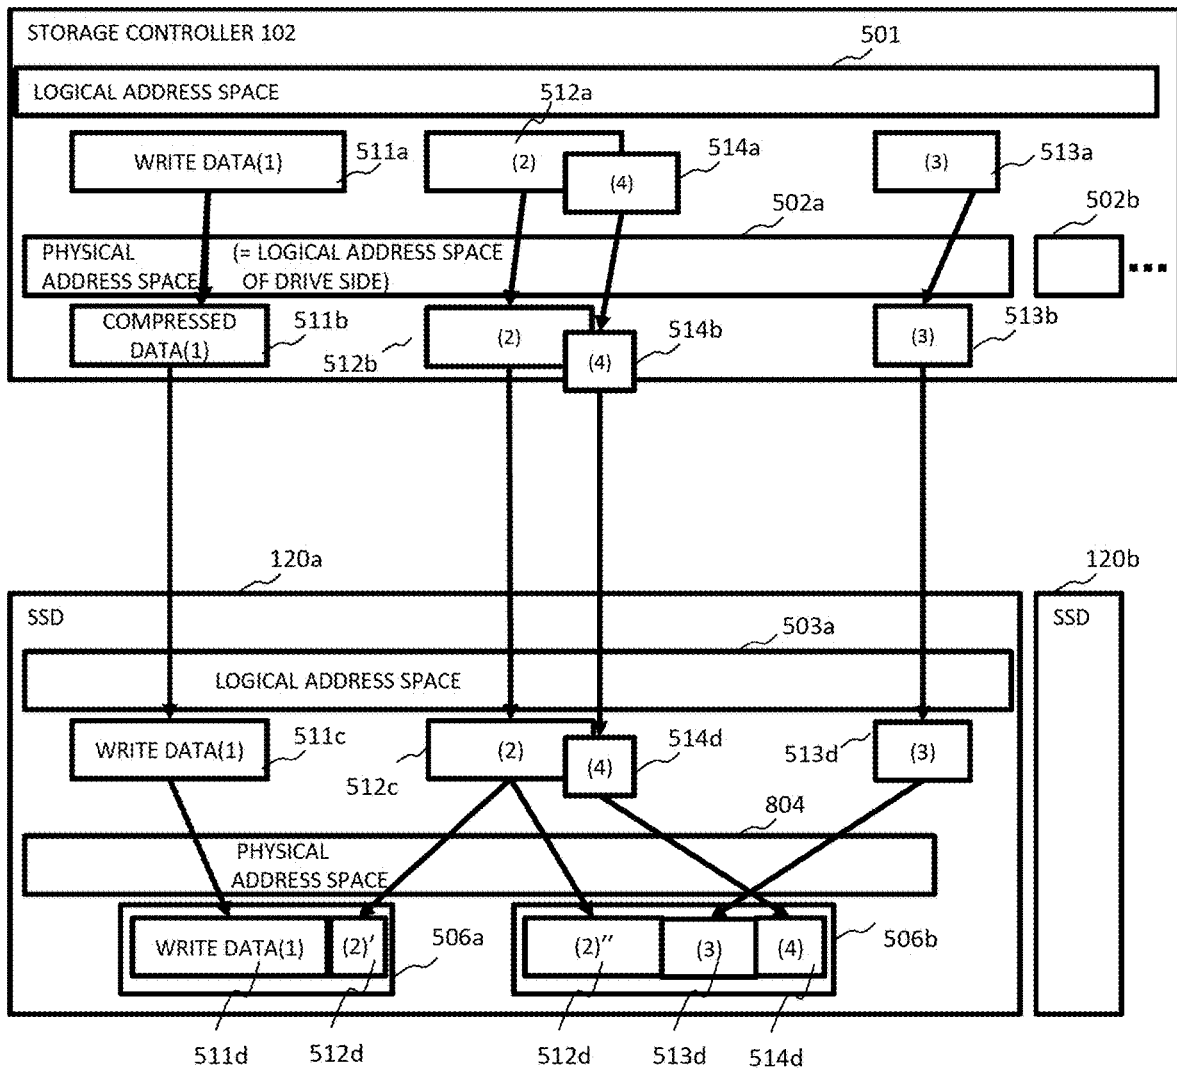 STORAGE CONTROLLER 102
501
LOGICAL ADDRESS SPACE
512a
WRITE DATA(1)
511a
(2)
(4)
514a
(3)
513a
502a
502b
PHYSICAL (= LOGICAL ADDRESS SPACE
ADDRESS SPACE OF DRIVE SIDE)
COMPRESSED
DATA(1)
511b
512b
(2)
(4)
514b
(3)
513b
120a
120b
SSD
SSD
503a
LOGICAL ADDRESS SPACE
WRITE DATA(1)
511c
512c
(2)
(4)
514d
513d
(3)
804
PHYSICAL
ADDRESS SPACE
WRITE DATA(1)
(2)'
506a
(2)''
(3)
(4)
506b
511d
512d
512d
513d
514d